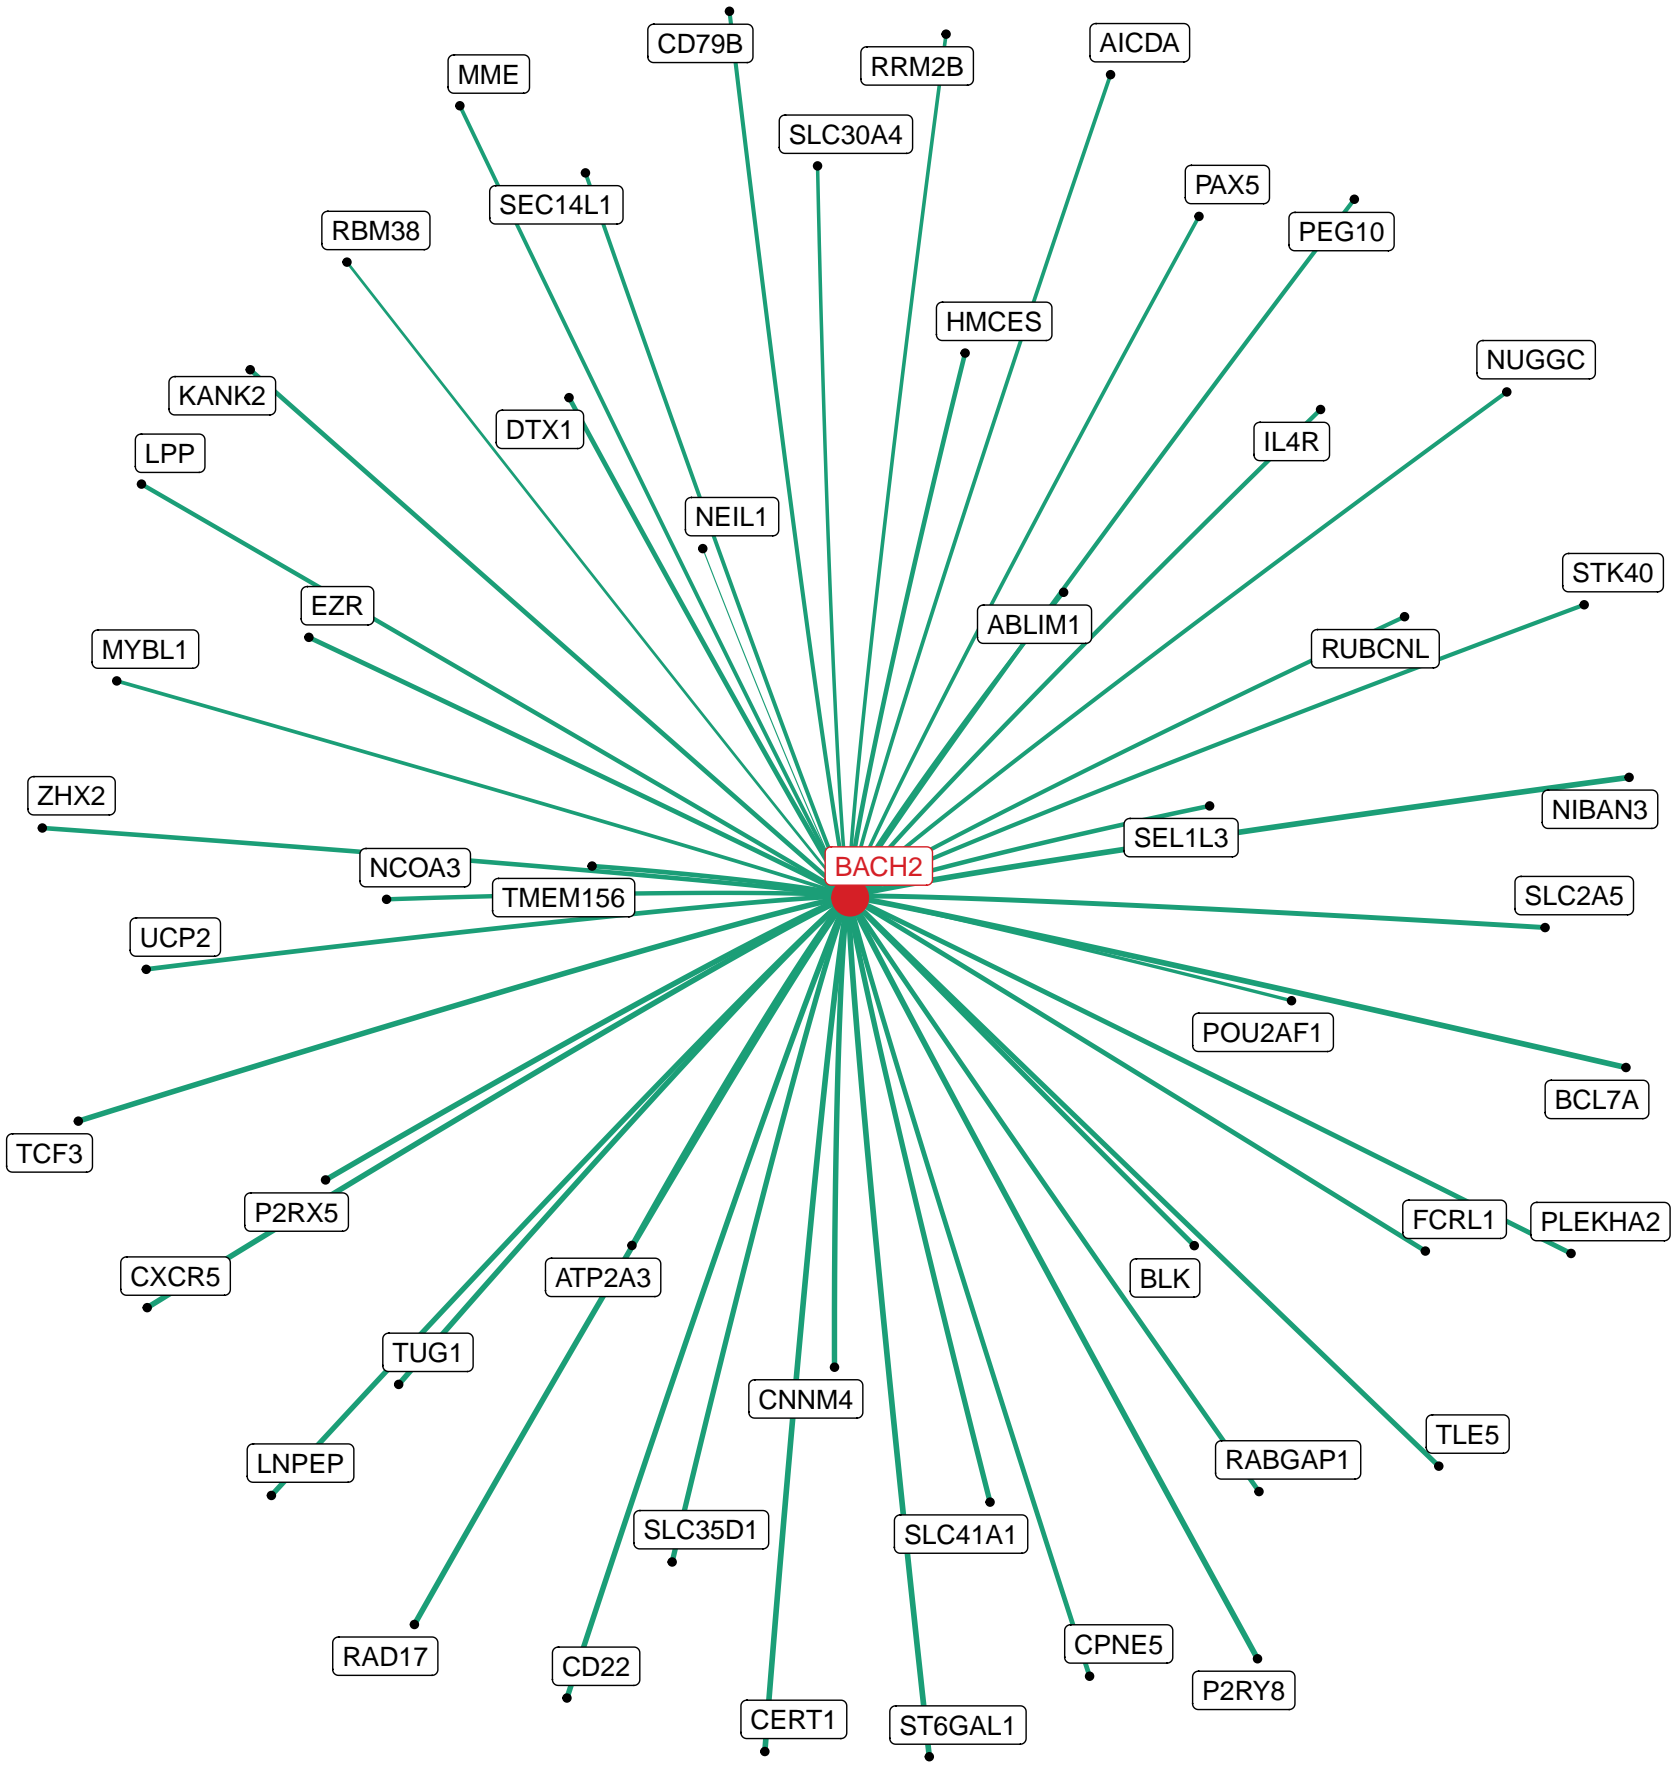 CD79B
AICDA
RRM2B
MME
SLC30A4
PAX5
SEC14L1
RBM38
PEG10
HMCES
NUGGC
KANK2
DTX1
IL4R
LPP
NEIL1
STK40
EZR
ABLIM1
MYBL1
RUBCNL
ZHX2
NIBAN3
SEL1L3
BACH2
NCOA3
SLC2A5
TMEM156
UCP2
POU2AF1
BCL7A
TCF3
P2RX5
FCRL1
PLEKHA2
CXCR5
ATP2A3
BLK
TUG1
CNNM4
TLE5
RABGAP1
LNPEP
SLC35D1
SLC41A1
CPNE5
RAD17
CD22
P2RY8
CERT1
ST6GAL1